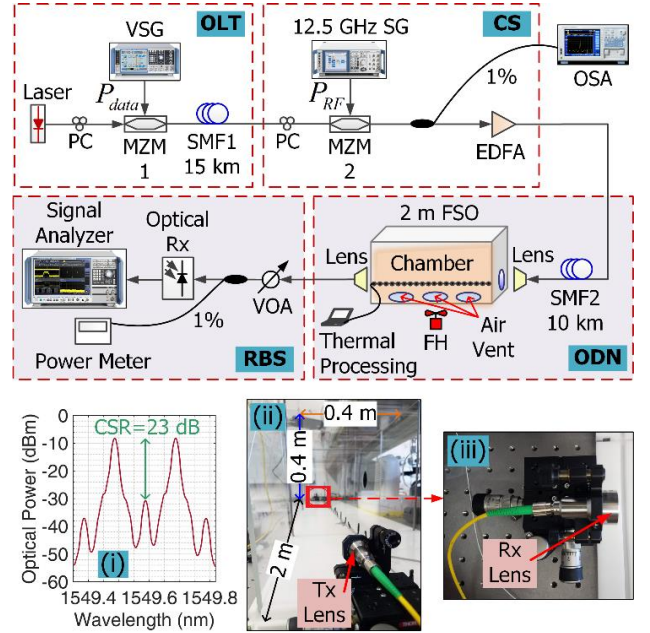 OLT
VSG
P_data
Laser
PC
MZM
1
SMF1
15 km
CS
12.5 GHz SG
P_RF
PC
MZM
2
1%
OSA
EDFA
Signal
Analyzer
Optical
Rx
VOA
1%
Power Meter
RBS
2 m FSO
Lens
Chamber
Lens
SMF2
10 km
Thermal
Processing
FH
Air
Vent
ODN
Optical Power (dBm)
0
-10
-20
-30
-40
-50
-60
CSR=23 dB
(i)
1549.4 1549.6 1549.8
Wavelength (nm)
(ii)
0.4 m
0.4 m
2 m
Tx
Lens
(iii)
Rx
Lens